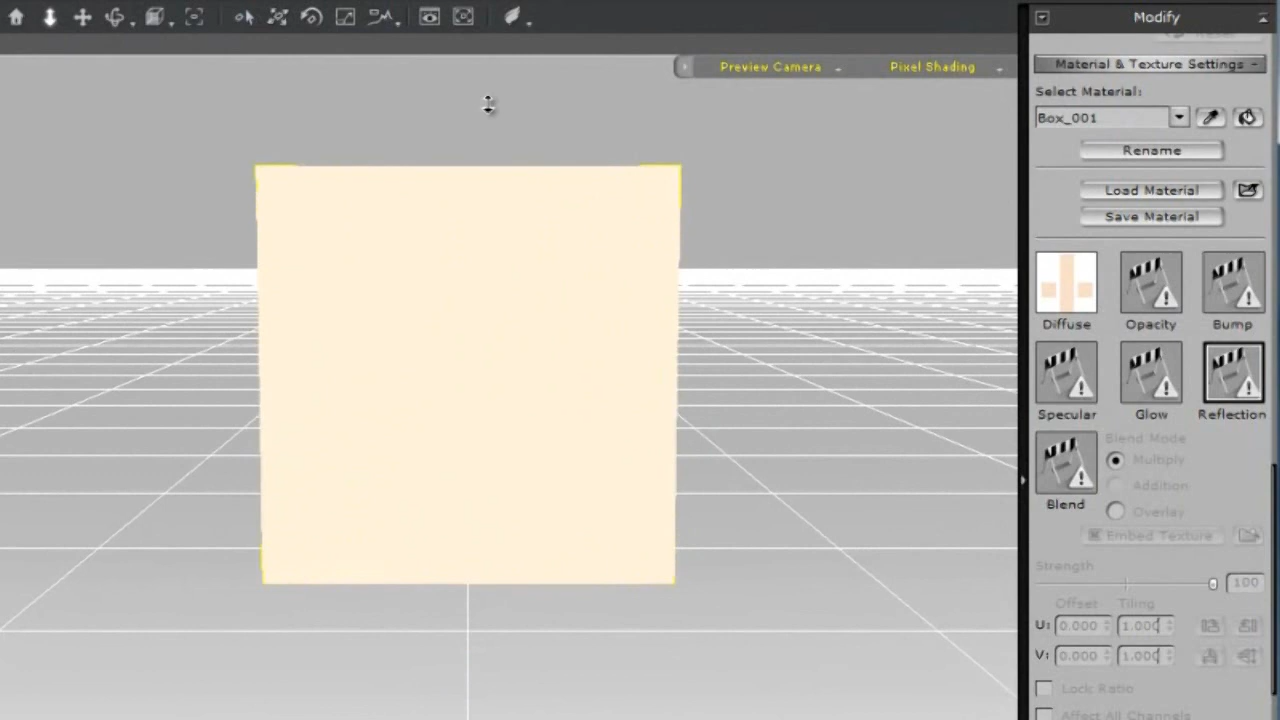 Modify
Reset
Preview Camera
Pixel Shading
Material & Texture Settings
Select Material:
Box_001
Rename
Load Material
Save Material
Diffuse
Opacity
Bump
Specular
Glow
Reflection
Blend
Blend Mode
Multiply
Addition
Overlay
Embed Texture
Strength
100
Offset Tiling
U: 0.000 1.000
V: 0.000 1.000
Lock Ratio
Affect All Channels